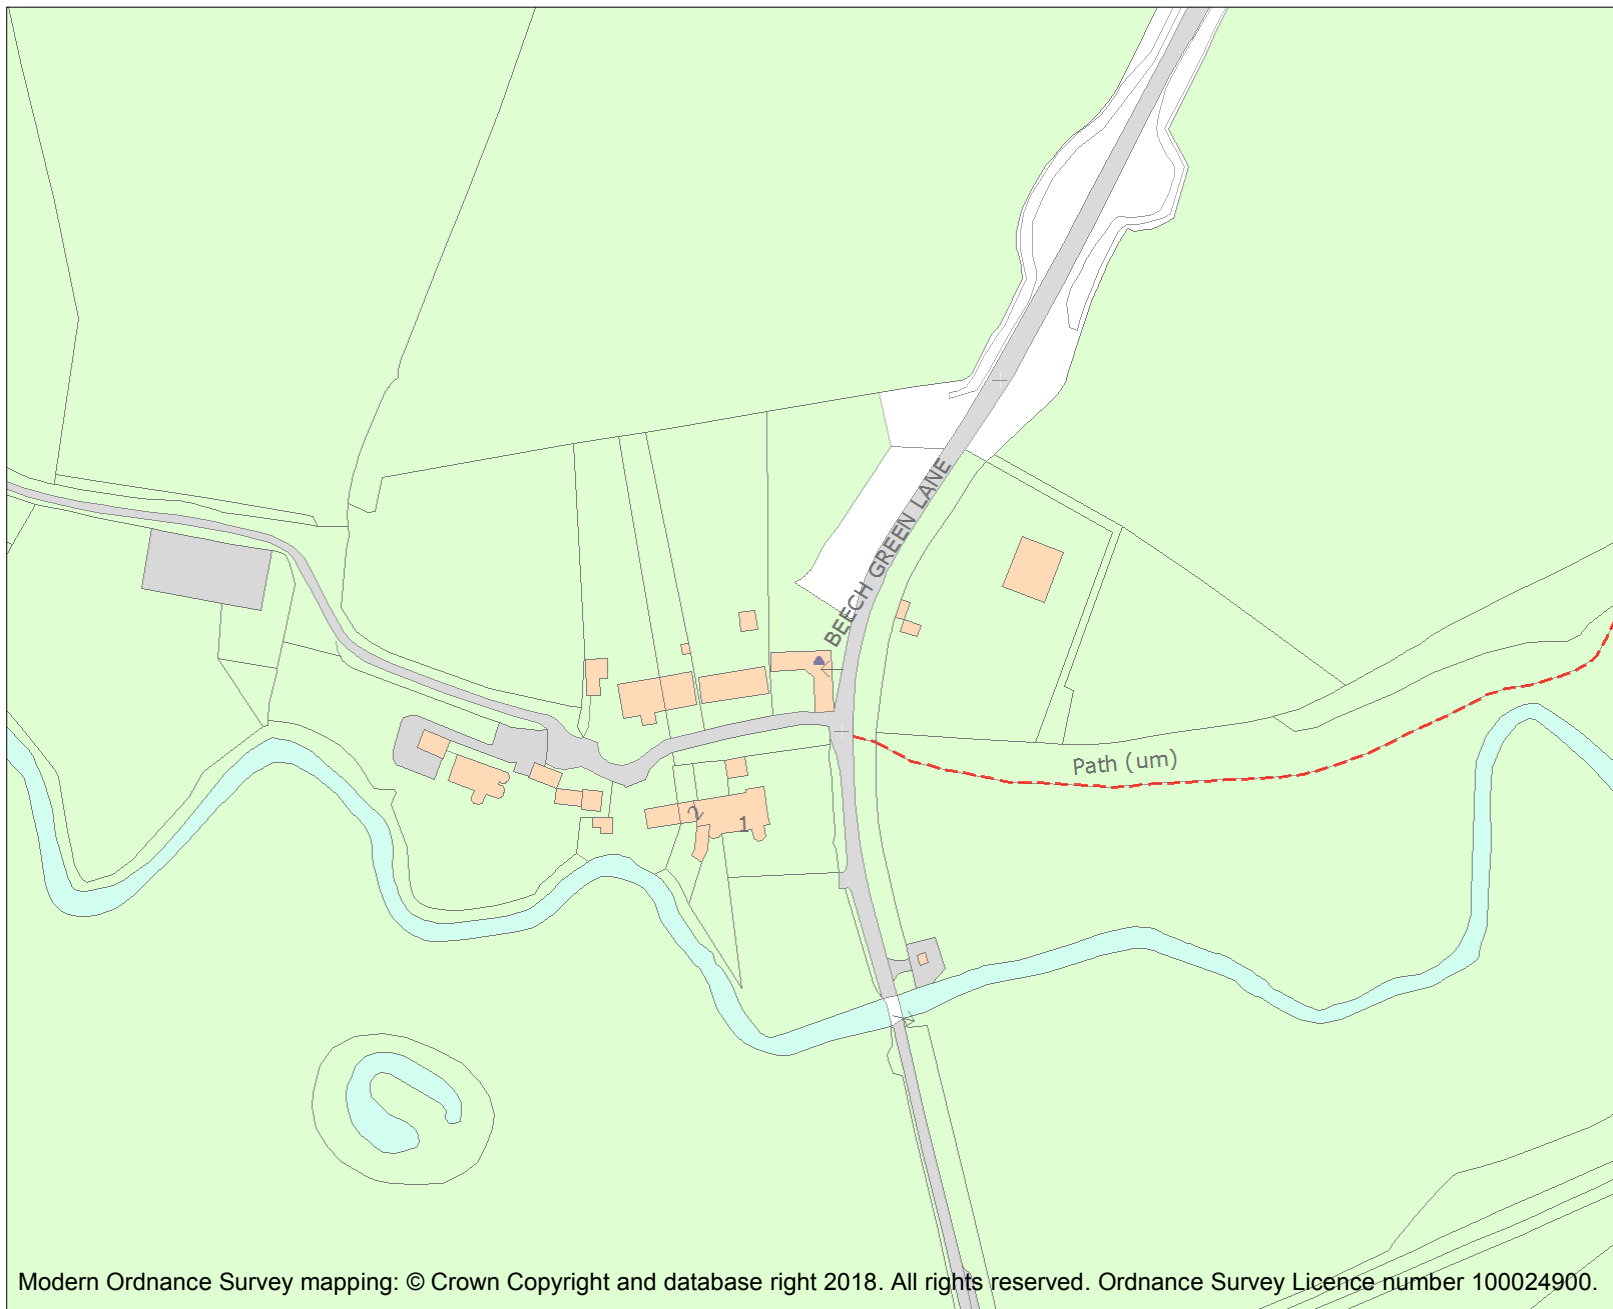 BEECH GREEN LANE
Path (um)
2
1
Modern Ordnance Survey mapping: © Crown Copyright and database right 2018. All rights reserved. Ordnance Survey Licence number 100024900.